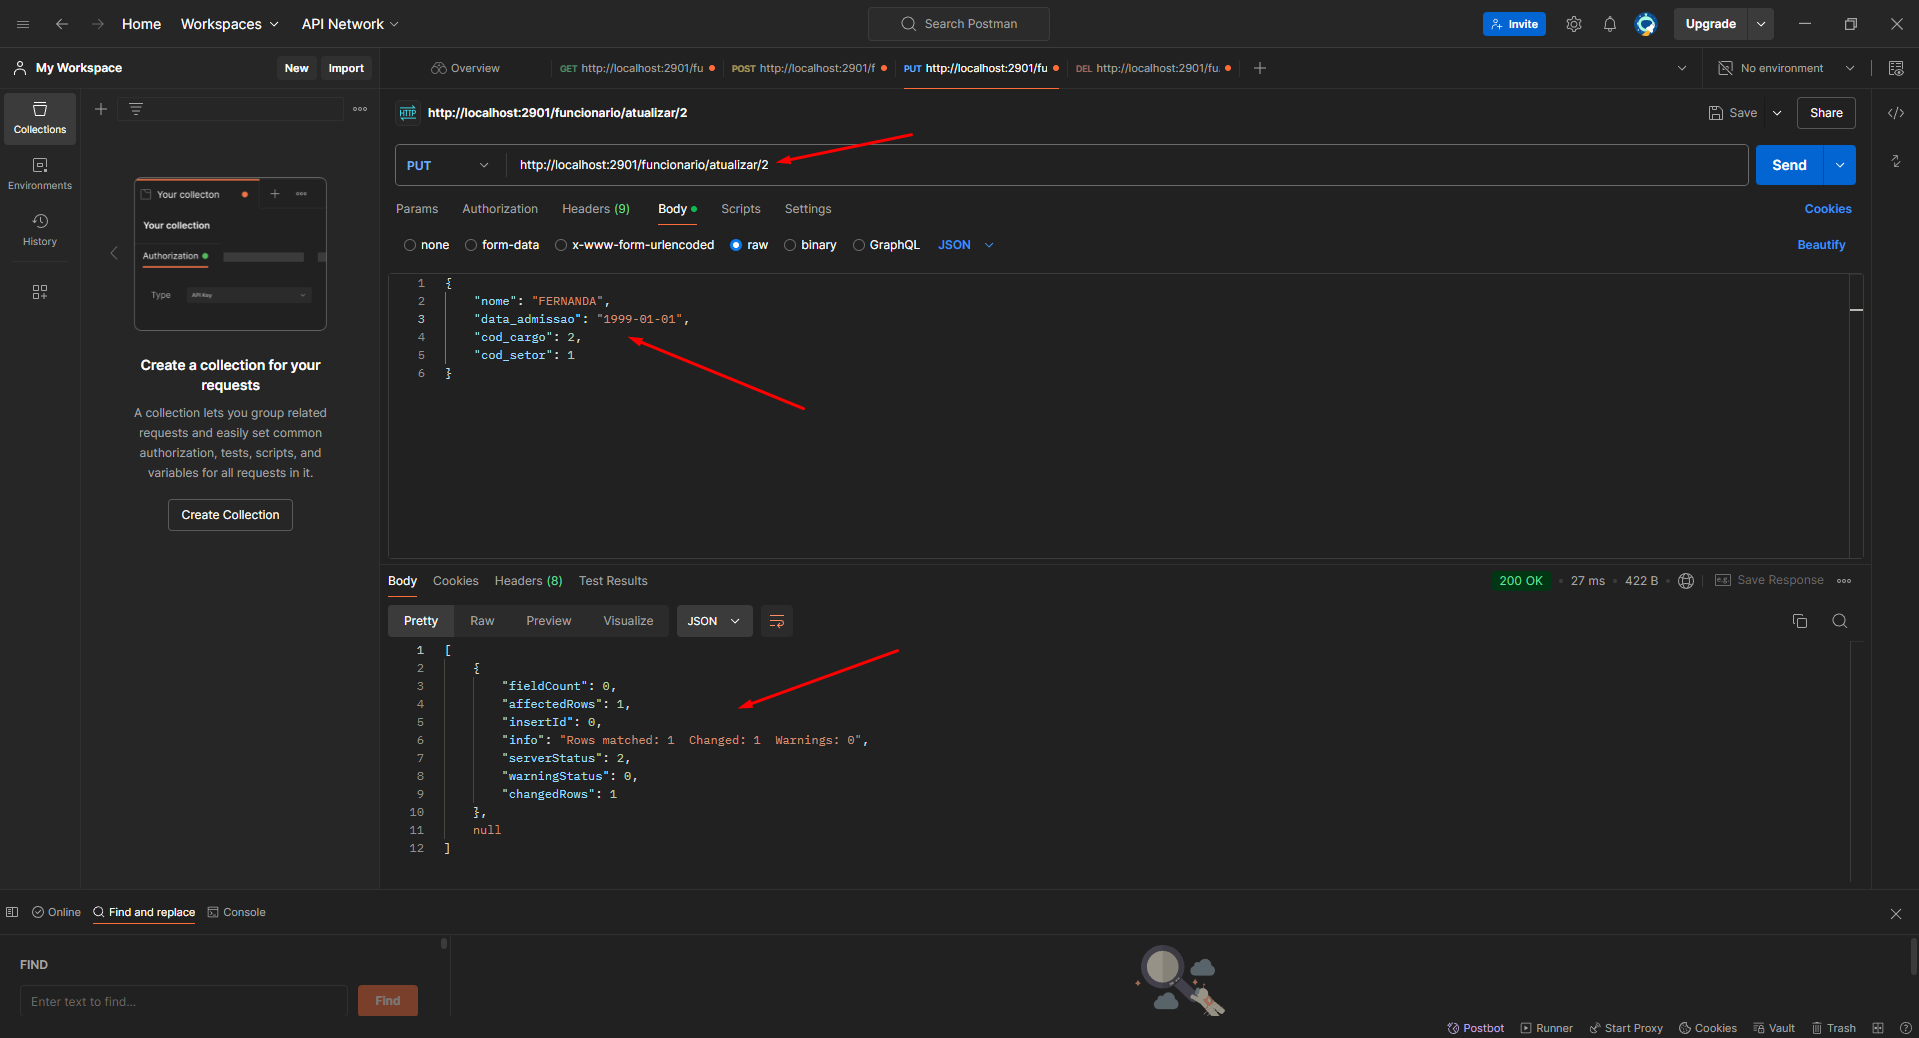 Home Workspaces API Network Search Postman Invite Upgrade
My Workspace New Import Overview GET http://localhost:2901/fu POST http://localhost:2901/f PUT http://localhost:2901/fu DEL http://localhost:2901/fu. No environment
Collections
Environments
History
Your collecton
Your collection
Authorization
Type API Key
Create a collection for your
requests
A collection lets you group related
requests and easily set common
authorization, tests, scripts, and
variables for all requests in it.
Create Collection
HTTP http://localhost:2901/funcionario/atualizar/2 Save Share
PUT http://localhost:2901/funcionario/atualizar/2 Send
Params Authorization Headers (9) Body Scripts Settings Cookies
none form-data x-www-form-urlencoded raw binary GraphQL JSON Beautify
1 {
2 "nome": "FERNANDA",
3 "data_admissao": "1999-01-01",
4 "cod_cargo": 2,
5 "cod_setor": 1
6 }
Body Cookies Headers (8) Test Results 200 OK 27 ms 422 B e.g. Save Response
Pretty Raw Preview Visualize JSON
1 [
2 {
3 "fieldCount": 0,
4 "affectedRows": 1,
5 "insertId": 0,
6 "info": "Rows matched: 1  Changed: 1  Warnings: 0",
7 "serverStatus": 2,
8 "warningStatus": 0,
9 "changedRows": 1
10 },
11 null
12 ]
Online Find and replace Console
FIND
Enter text to find...
Find
Postbot Runner Start Proxy Cookies Vault Trash